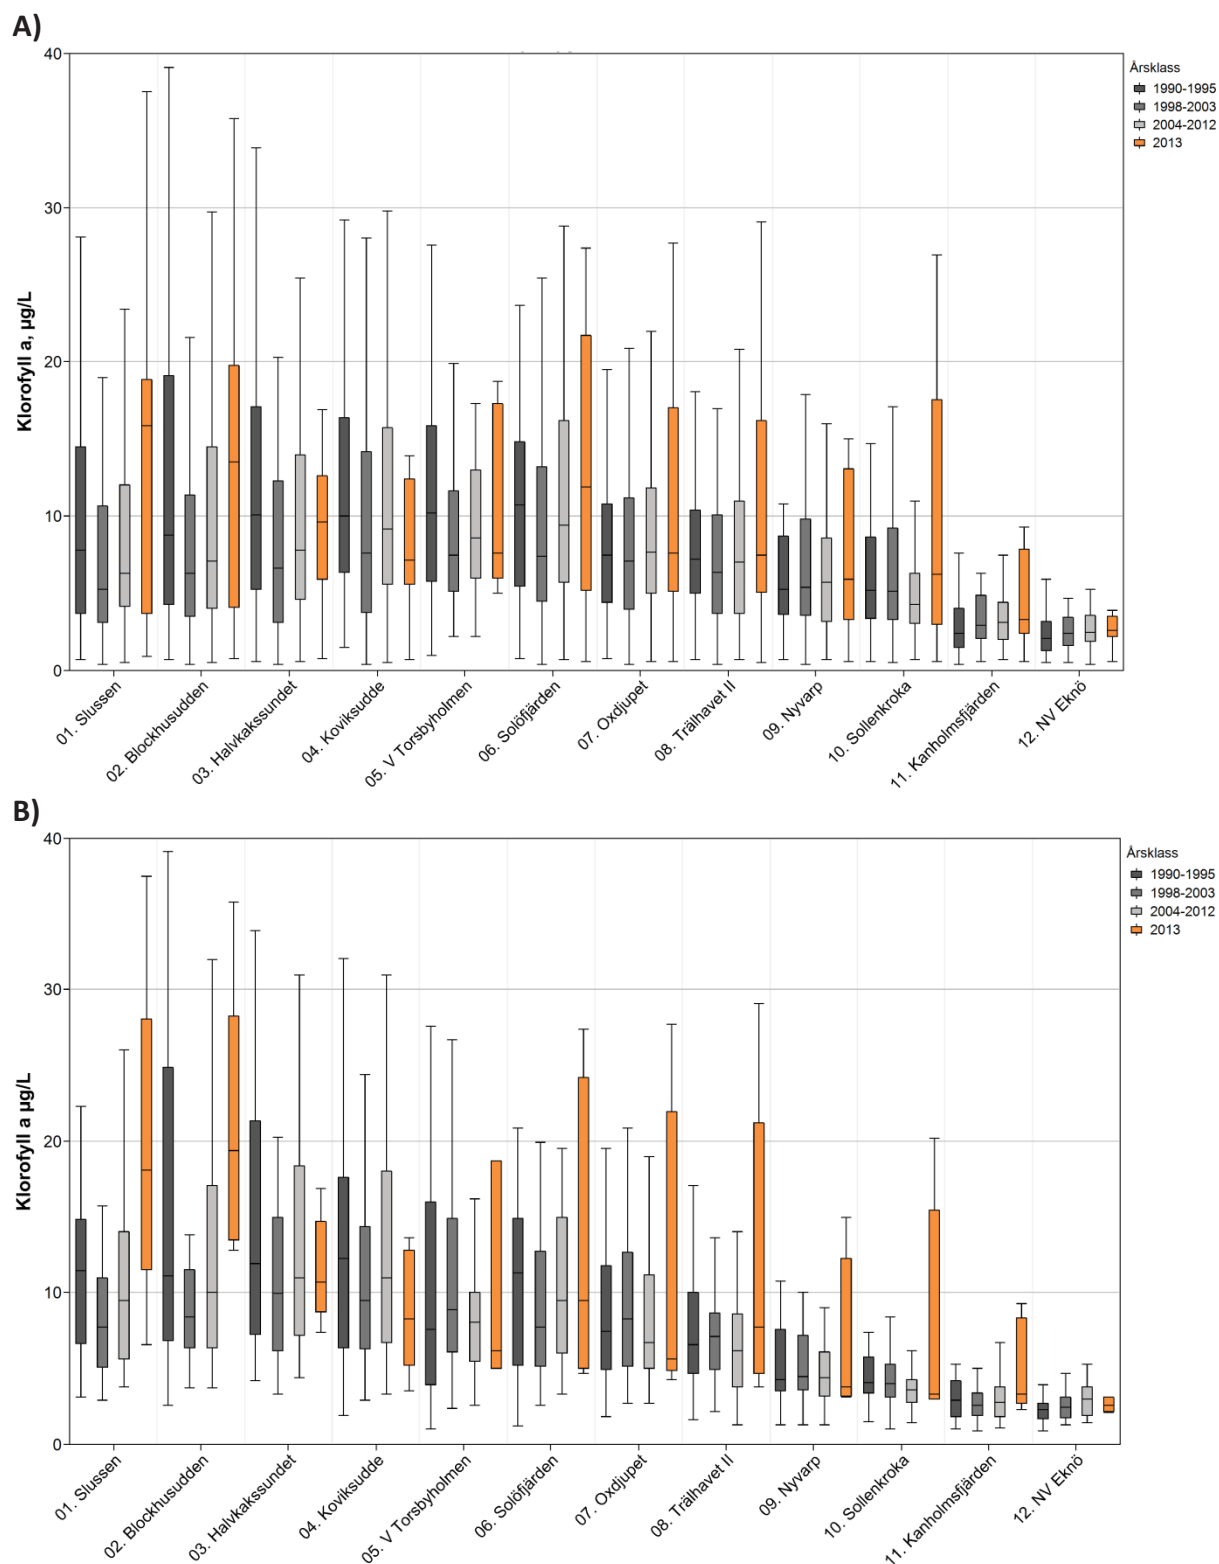 A)
40
30
20
10
0
Klorofyll a, µg/L
Årsklass
1990-1995
1998-2003
2004-2012
2013
01. Slussen
02. Blockhusudden
03. Halvkakssundet
04. Koviksudde
05. V Torsbyholmen
06. Solöfjärden
07. Oxdjupet
08. Trälhavet II
09. Nyvarp
10. Sollenkroka
11. Kanholmsfjärden
12. NV Eknö
B)
40
30
20
10
0
Klorofyll a µg/L
Årsklass
1990-1995
1998-2003
2004-2012
2013
01. Slussen
02. Blockhusudden
03. Halvkakssundet
04. Koviksudde
05. V Torsbyholmen
06. Solöfjärden
07. Oxdjupet
08. Trälhavet II
09. Nyvarp
10. Sollenkroka
11. Kanholmsfjärden
12. NV Eknö